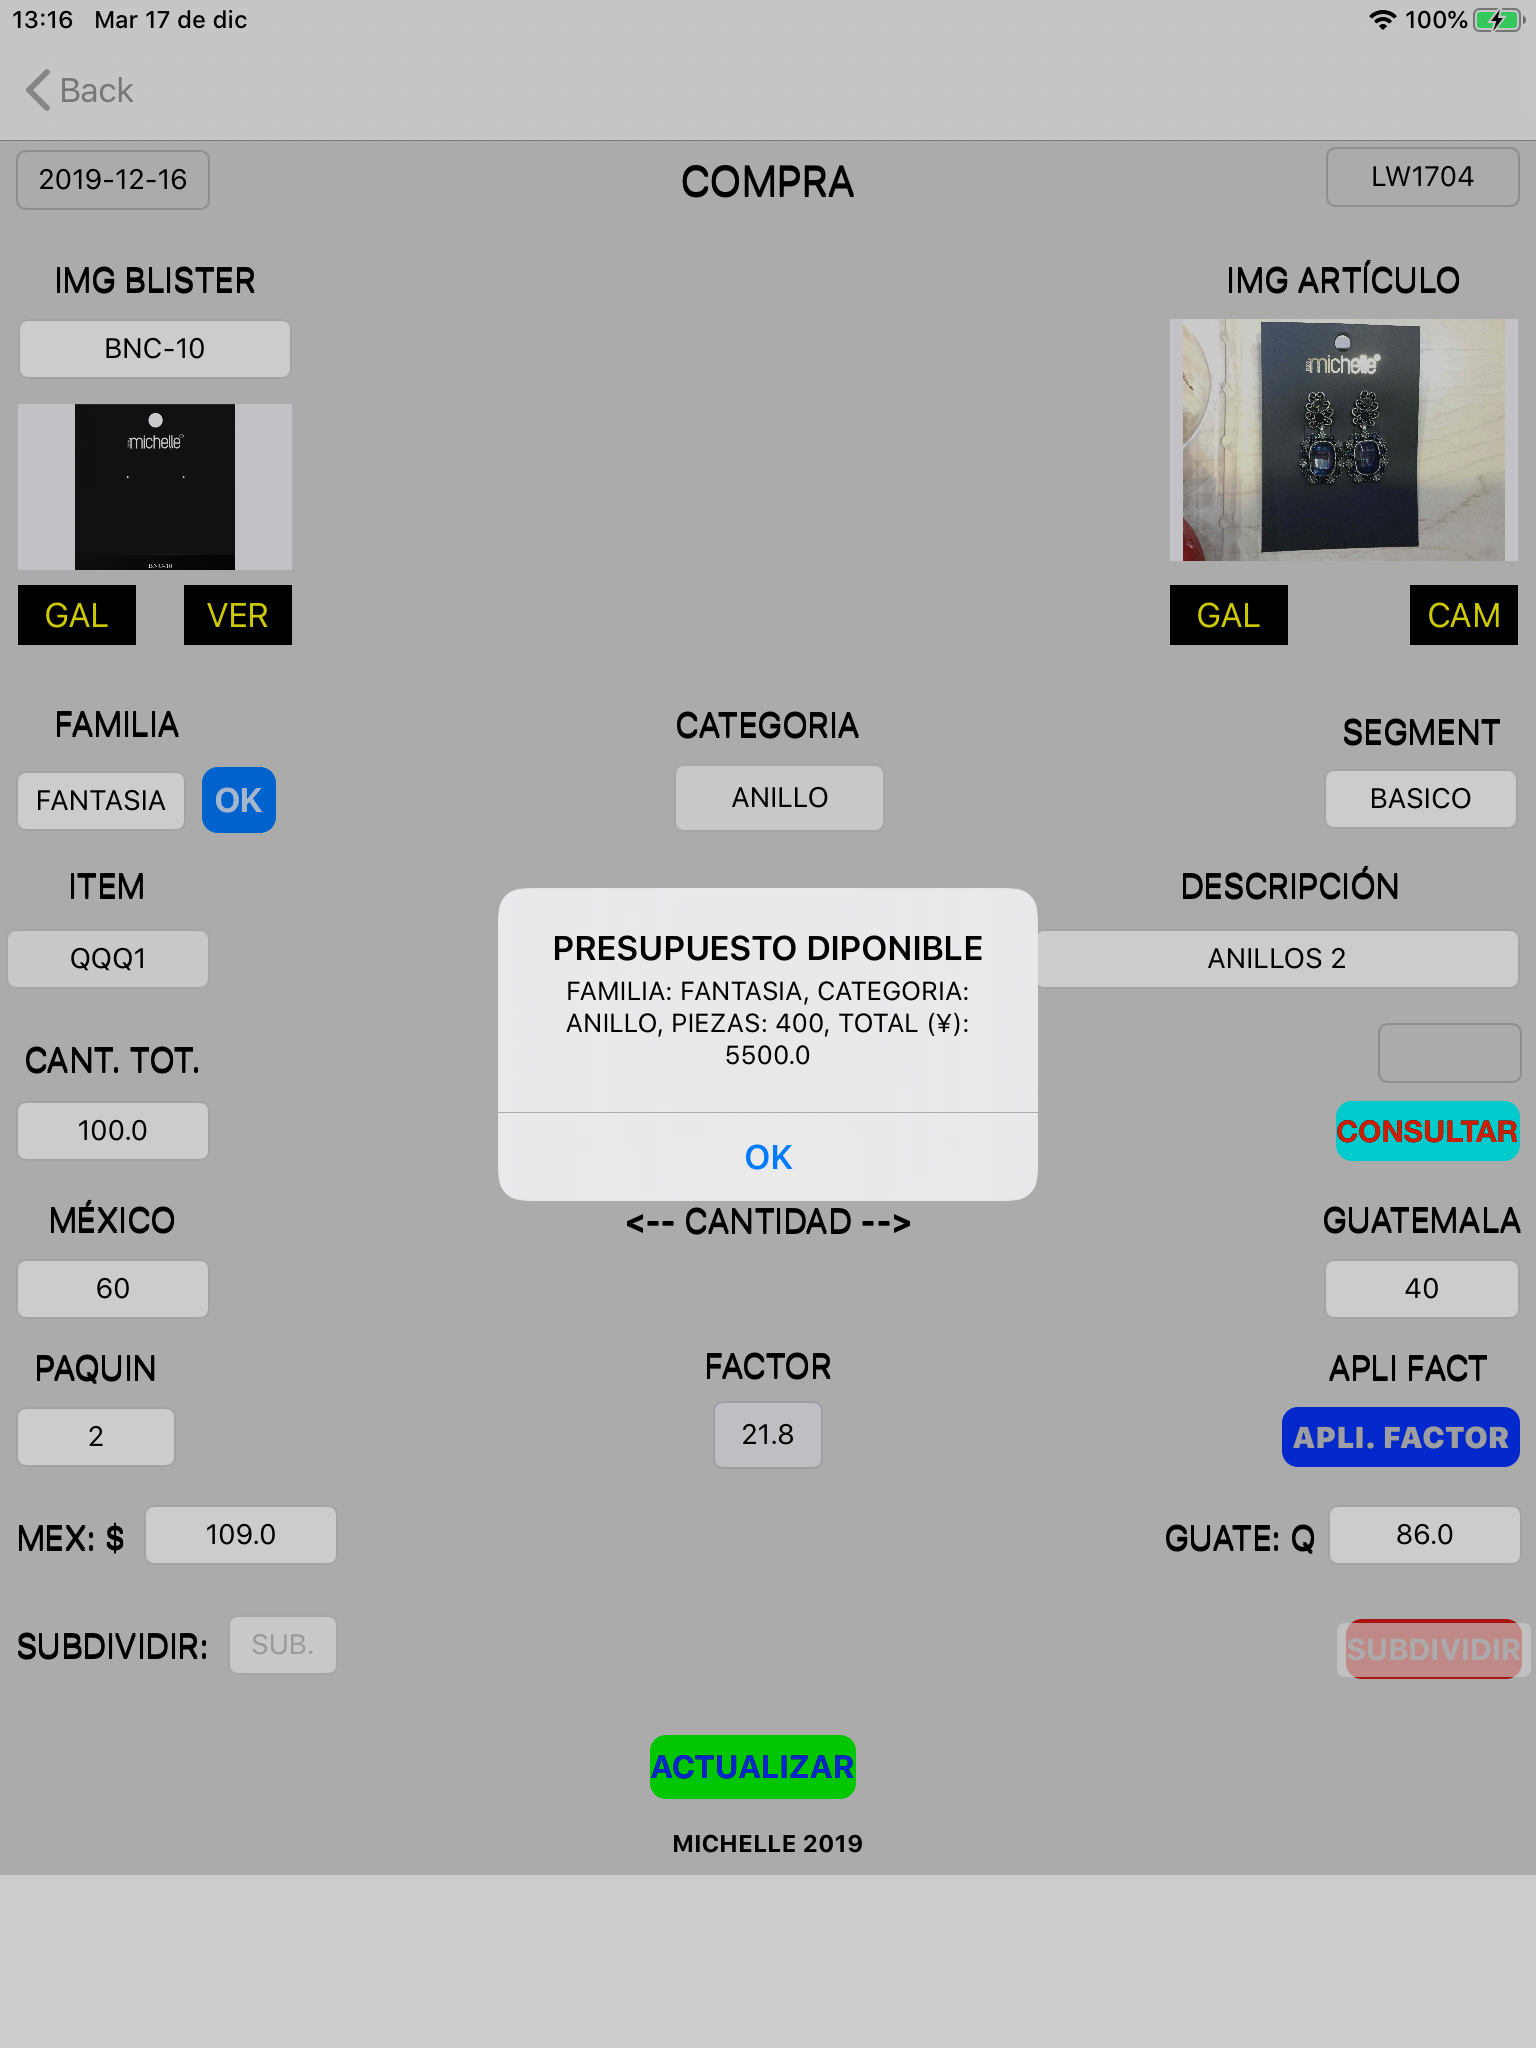 13:16 Mar 17 de dic 100%
Back
2019-12-16 COMPRA LW1704
IMG BLISTER IMG ARTÍCULO
BNC-10
michelle
michelle
BNC-10
GAL VER GAL CAM
FAMILIA CATEGORIA SEGMENT
FANTASIA OK ANILLO BASICO
ITEM DESCRIPCIÓN
QQQ1 ANILLOS 2
PRESUPUESTO DIPONIBLE
FAMILIA: FANTASIA, CATEGORIA:
ANILLO, PIEZAS: 400, TOTAL (¥):
5500.0
OK
CANT. TOT.
100.0 CONSULTAR
MÉXICO <-- CANTIDAD --> GUATEMALA
60 40
PAQUIN FACTOR APLI FACT
2 21.8 APLI. FACTOR
MEX: $ 109.0 GUATE: Q 86.0
SUBDIVIDIR: SUB. SUBDIVIDIR
ACTUALIZAR
MICHELLE 2019